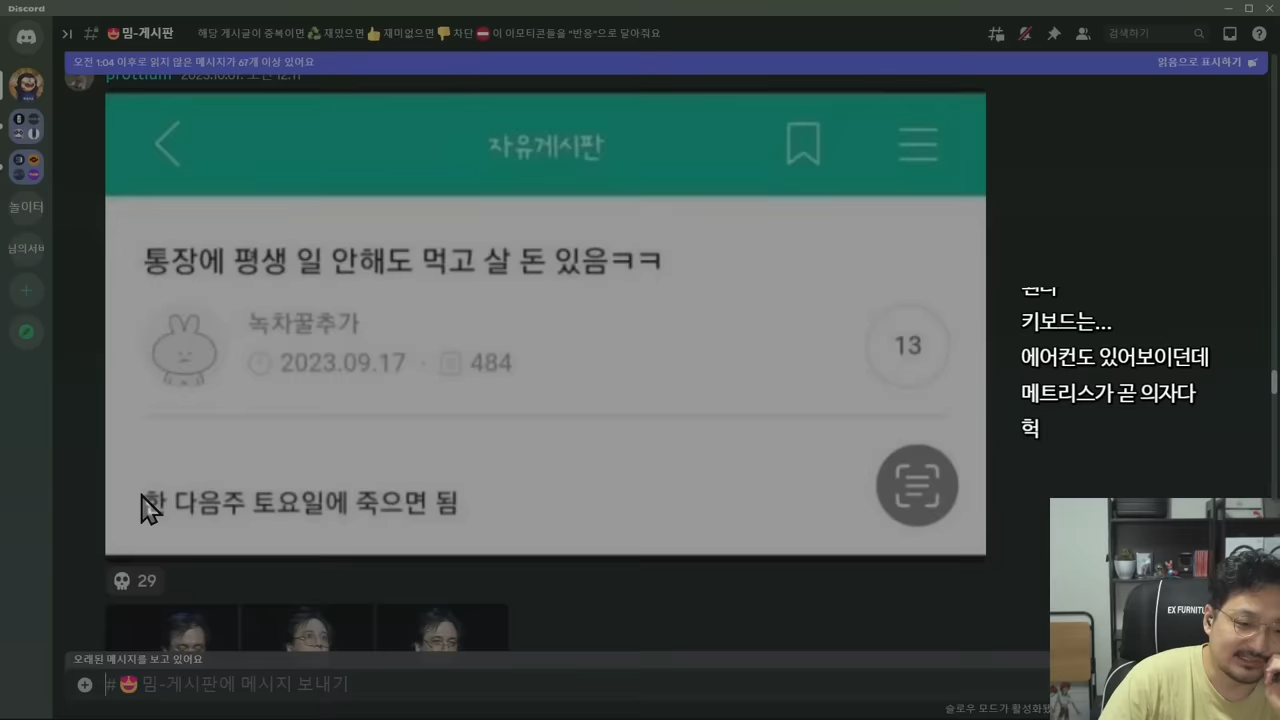 Discord
밈-게시판
해당 게시글이 중복이면 ♻ 재밌으면 👍 재미없으면 👎 차단 ⛔ 이 이모티콘들을 "반응"으로 달아줘요
검색하기
오전 1:04 이후로 읽지 않은 메시지가 67개 이상 있어요
읽음으로 표시하기
자유게시판
통장에 평생 일 안해도 먹고 살 돈 있음ㅋㅋ
녹차꿀추가
2023.09.17 · 484
13
한 다음주 토요일에 죽으면 됨
💀 29
키보드는...
에어컨도 있어보이던데
메트리스가 곧 의자다
헉
놀이터
님의서버
EX FURNITU
오래된 메시지를 보고 있어요
#😍밈-게시판에 메시지 보내기
슬로우 모드가 활성화됐